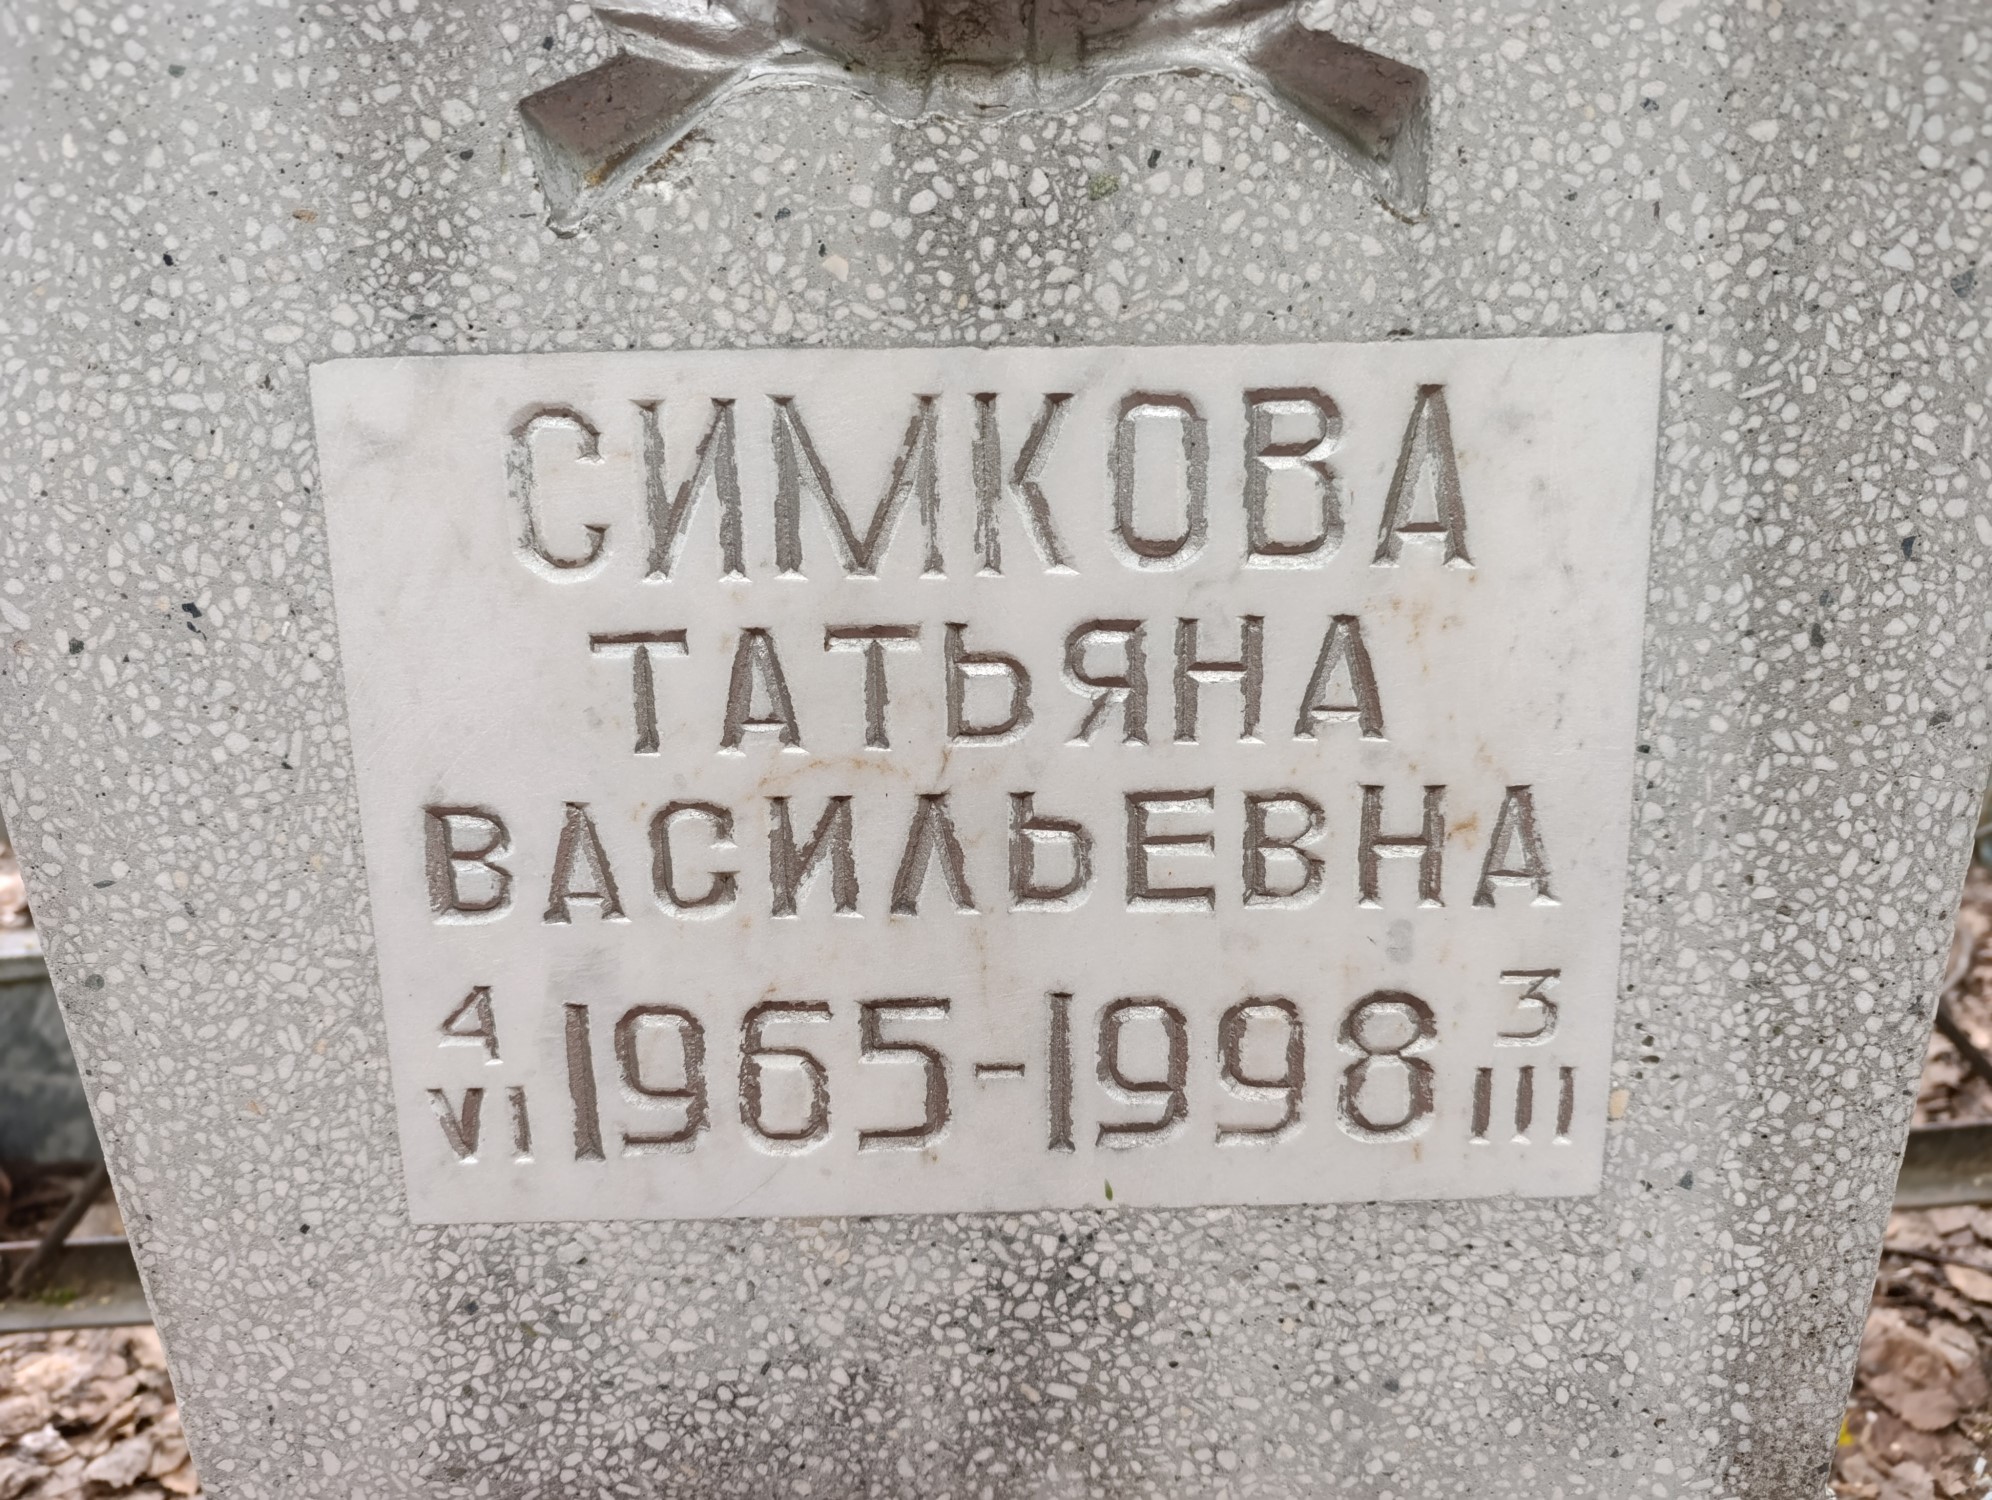 СИМКОВА
ТАТЬЯНА
ВАСИЛЬЕВНА
4 VI 1965-1998 3 III